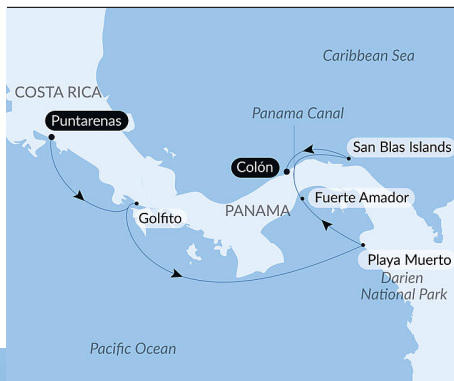 Caribbean Sea
COSTA RICA
Panama Canal
Puntarenas
San Blas Islands
Colón
Fuerte Amador
PANAMA
Golfito
Playa Muerto
Darien
National Park
Pacific Ocean